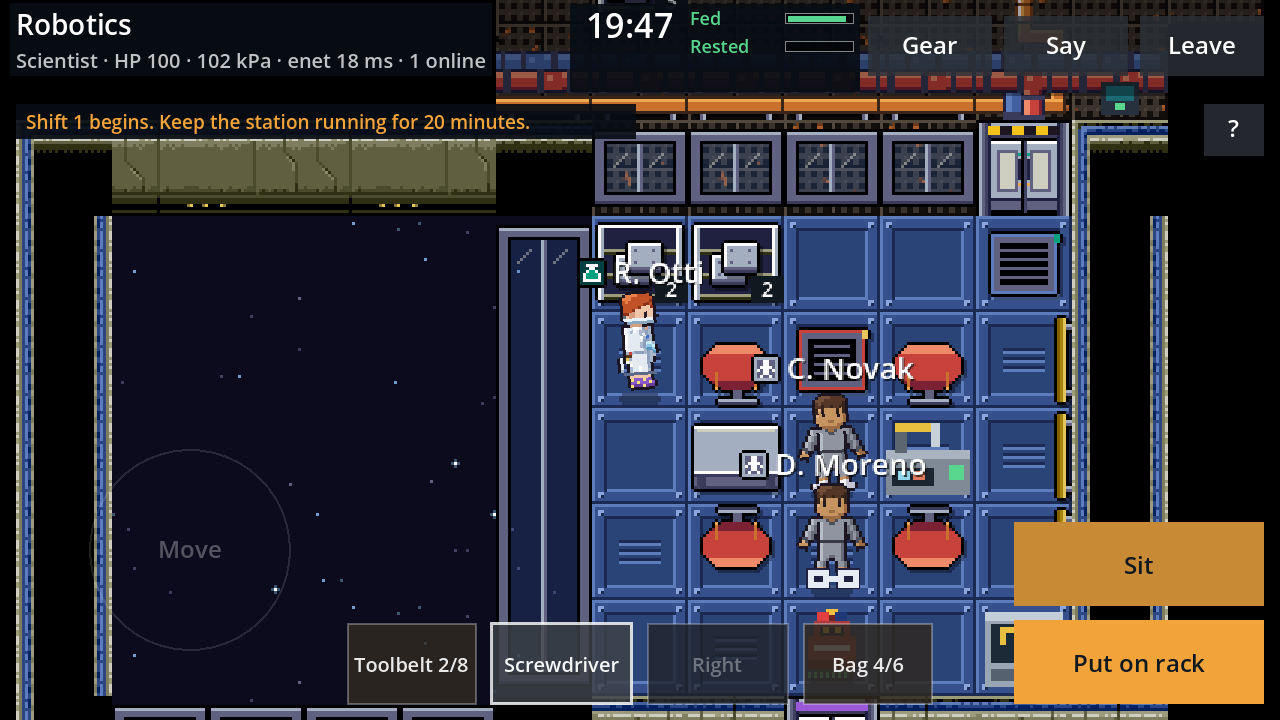 Robotics
Scientist · HP 100 · 102 kPa · enet 18 ms · 1 online
19:47
Fed
Rested
Gear
Say
Leave
Shift 1 begins. Keep the station running for 20 minutes.
?
R. Otti
2
2
C. Novak
D. Moreno
Move
Sit
Toolbelt 2/8
Screwdriver
Right
Bag 4/6
Put on rack